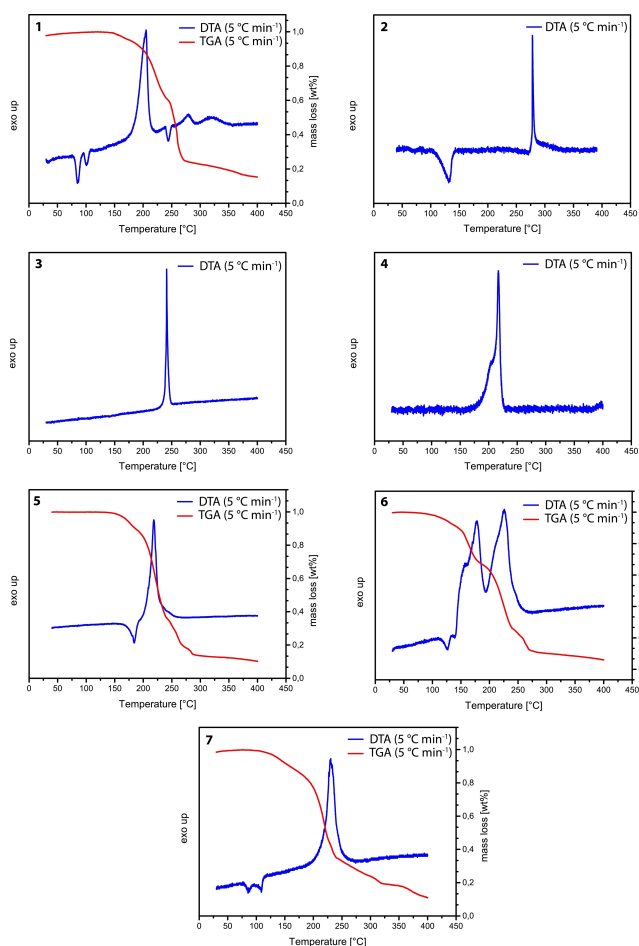 1
DTA (5 °C min-1)
TGA (5 °C min-1)
exo up
mass loss [wt%]
1,0
0,8
0,6
0,4
0,2
0,0
0 50 100 150 200 250 300 350 400 450
Temperature [°C]
2
DTA (5 °C min-1)
exo up
0 50 100 150 200 250 300 350 400 450
Temperature [°C]
3
DTA (5 °C min-1)
exo up
0 50 100 150 200 250 300 350 400 450
Temperature [°C]
4
DTA (5 °C min-1)
exo up
0 50 100 150 200 250 300 350 400 450
Temperature [°C]
5
DTA (5 °C min-1)
TGA (5 °C min-1)
exo up
mass loss [wt%]
1,0
0,8
0,6
0,4
0,2
0,0
0 50 100 150 200 250 300 350 400 450
Temperature [°C]
6
DTA (5 °C min-1)
TGA (5 °C min-1)
exo up
0 50 100 150 200 250 300 350 400 450
Temperature [°C]
7
DTA (5 °C min-1)
TGA (5 °C min-1)
exo up
mass loss [wt%]
1,0
0,8
0,6
0,4
0,2
0,0
0 50 100 150 200 250 300 350 400 450
Temperature [°C]